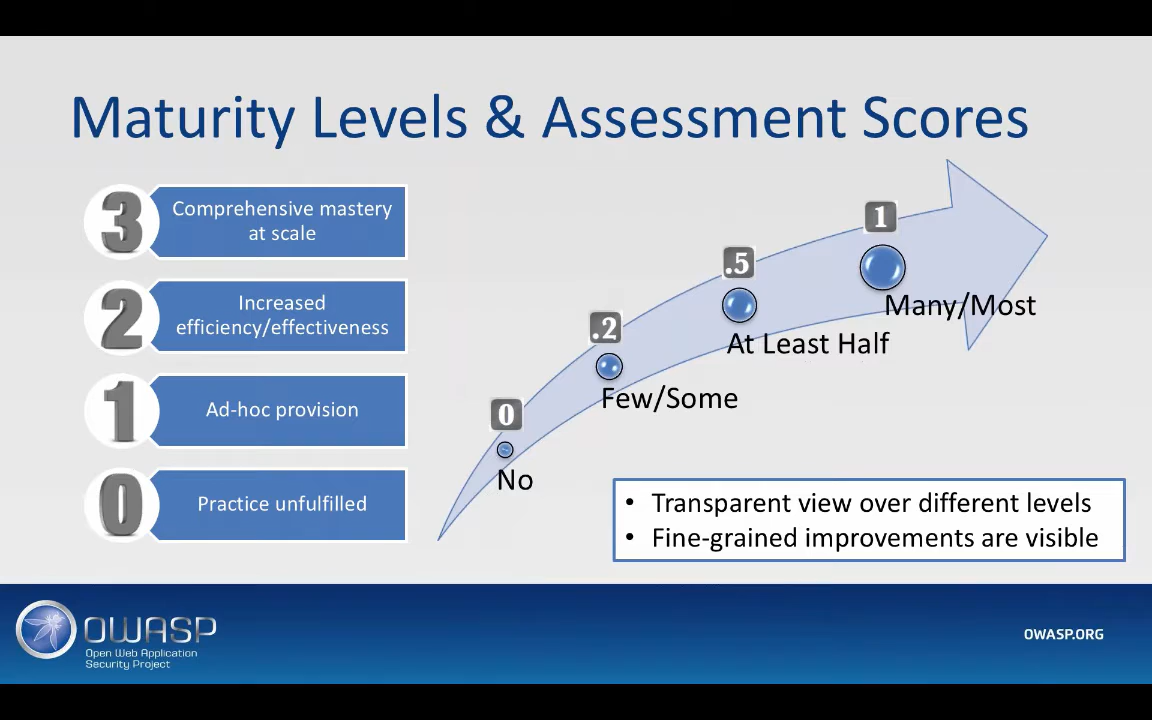 Maturity Levels & Assessment Scores
3
Comprehensive mastery
at scale
2
Increased
efficiency/effectiveness
1
Ad-hoc provision
0
Practice unfulfilled
0
No
.2
Few/Some
.5
At Least Half
1
Many/Most
• Transparent view over different levels
• Fine-grained improvements are visible
OWASP
Open Web Application
Security Project
OWASP.ORG